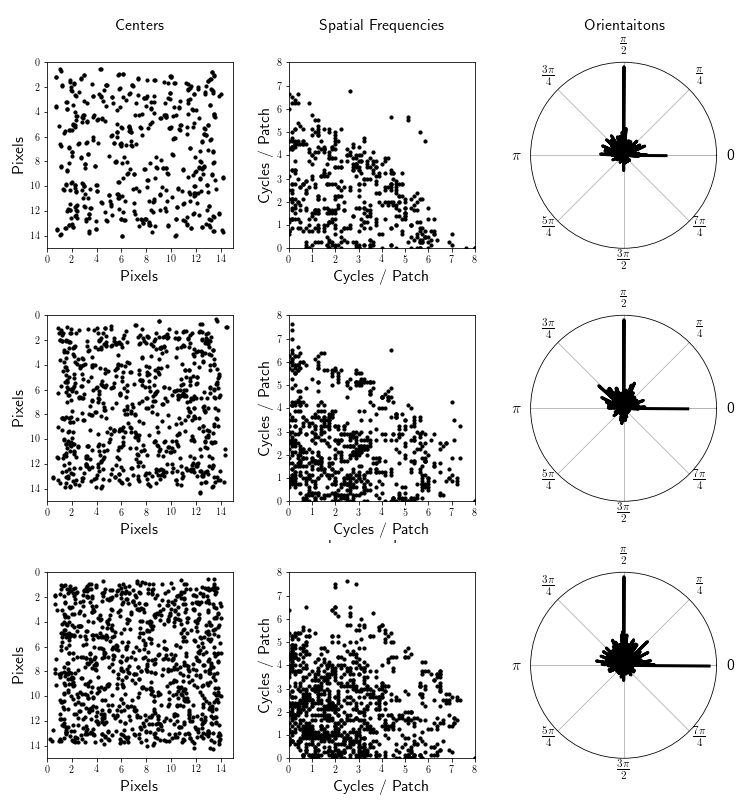 Centers Spatial Frequencies Orientaitons
0 2 4 6 8 10 12 14
Pixels
0 2 4 6 8 10 12 14
Pixels
8 7 6 5 4 3 2 1 0
Cycles / Patch
0 1 2 3 4 5 6 7 8
Cycles / Patch
π/2
3π/4 π/4
π 0
5π/4 7π/4
3π/2
0 2 4 6 8 10 12 14
Pixels
0 2 4 6 8 10 12 14
Pixels
8 7 6 5 4 3 2 1 0
Cycles / Patch
0 1 2 3 4 5 6 7 8
Cycles / Patch
π/2
3π/4 π/4
π 0
5π/4 7π/4
3π/2
0 2 4 6 8 10 12 14
Pixels
0 2 4 6 8 10 12 14
Pixels
8 7 6 5 4 3 2 1 0
Cycles / Patch
0 1 2 3 4 5 6 7 8
Cycles / Patch
π/2
3π/4 π/4
π 0
5π/4 7π/4
3π/2